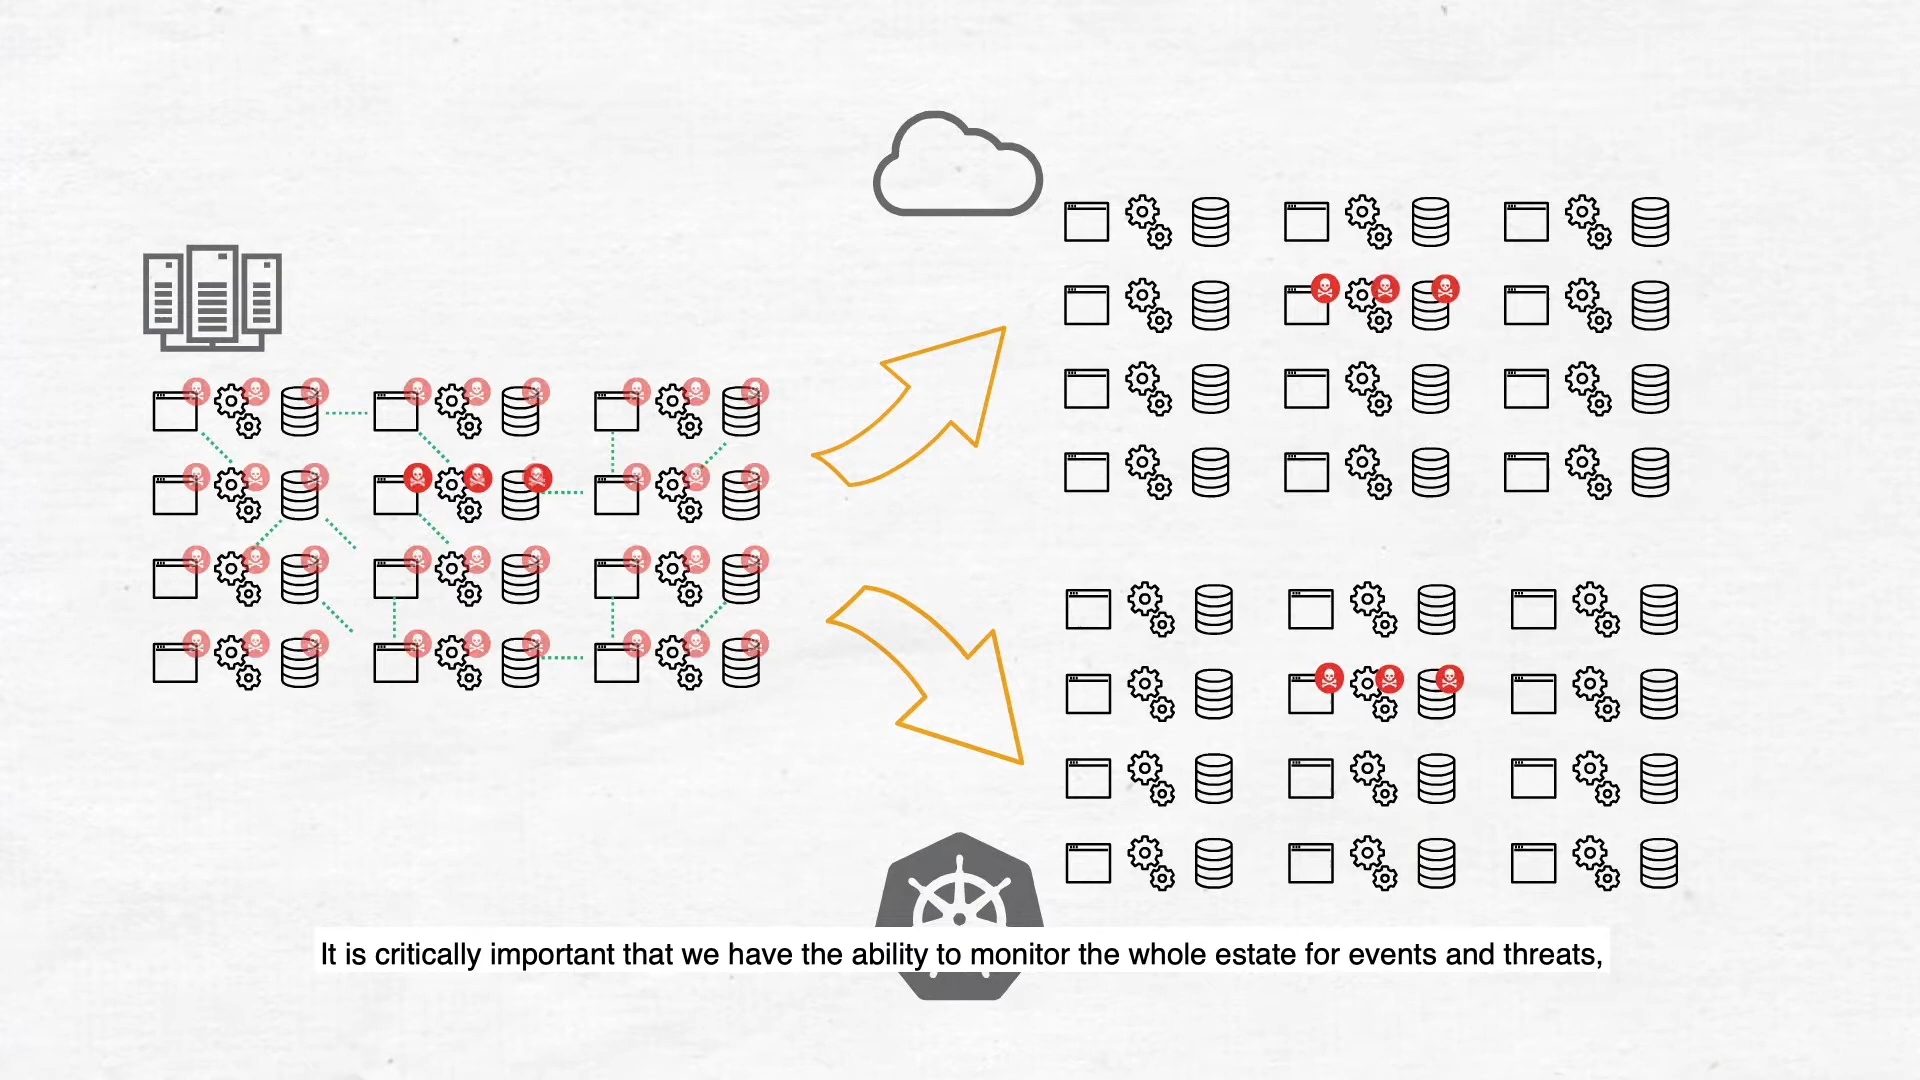 It is critically important that we have the ability to monitor the whole estate for events and threats,